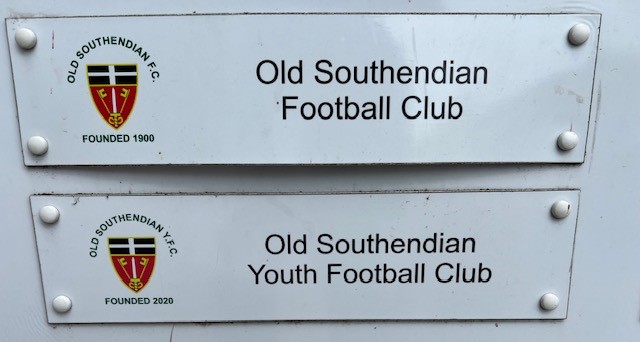 OLD SOUTHENDIAN F.C.
FOUNDED 1900
Old Southendian
Football Club
OLD SOUTHENDIAN Y.F.C.
FOUNDED 2020
Old Southendian
Youth Football Club